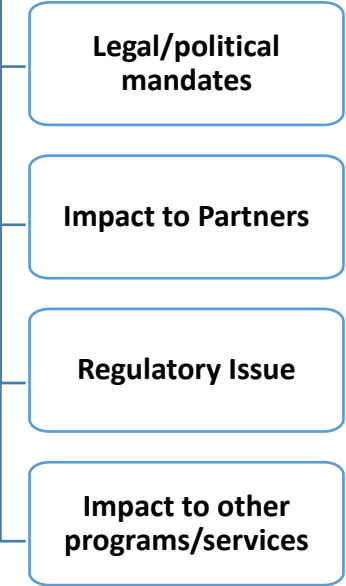 Legal/political
mandates
Impact to Partners
Regulatory Issue
Impact to other
programs/services